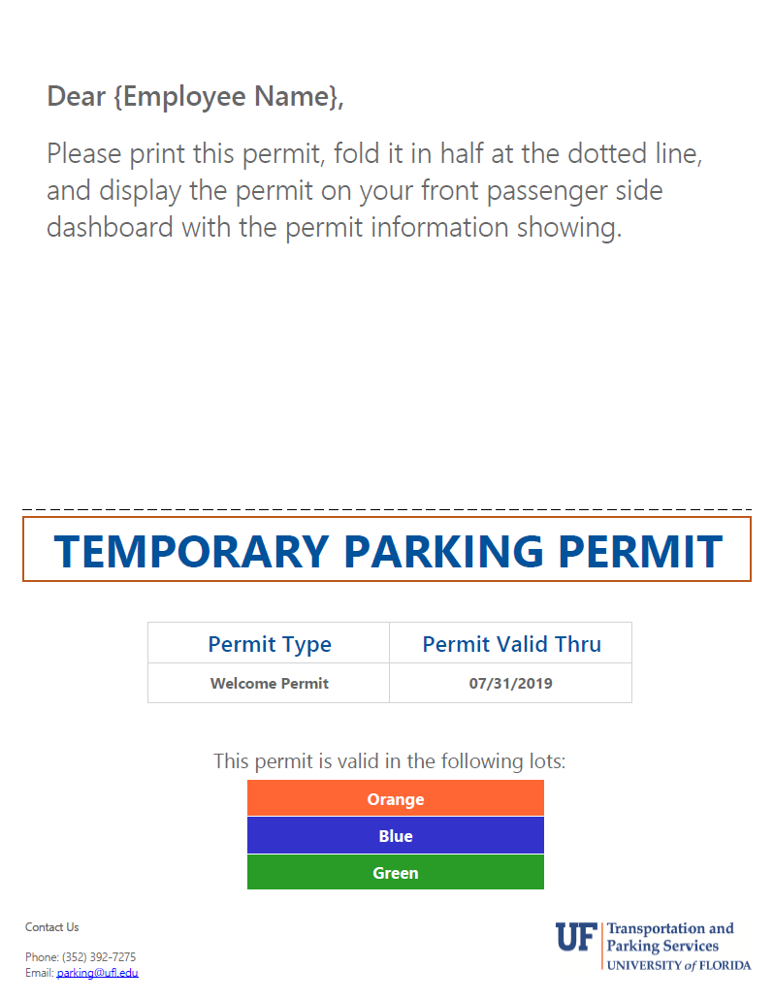 Dear {Employee Name},
Please print this permit, fold it in half at the dotted line,
and display the permit on your front passenger side
dashboard with the permit information showing.
TEMPORARY PARKING PERMIT
Permit Type Permit Valid Thru
Welcome Permit 07/31/2019
This permit is valid in the following lots:
Orange
Blue
Green
Contact Us
Phone: (352) 392-7275
Email: parking@ufl.edu
UF Transportation and
Parking Services
UNIVERSITY of FLORIDA